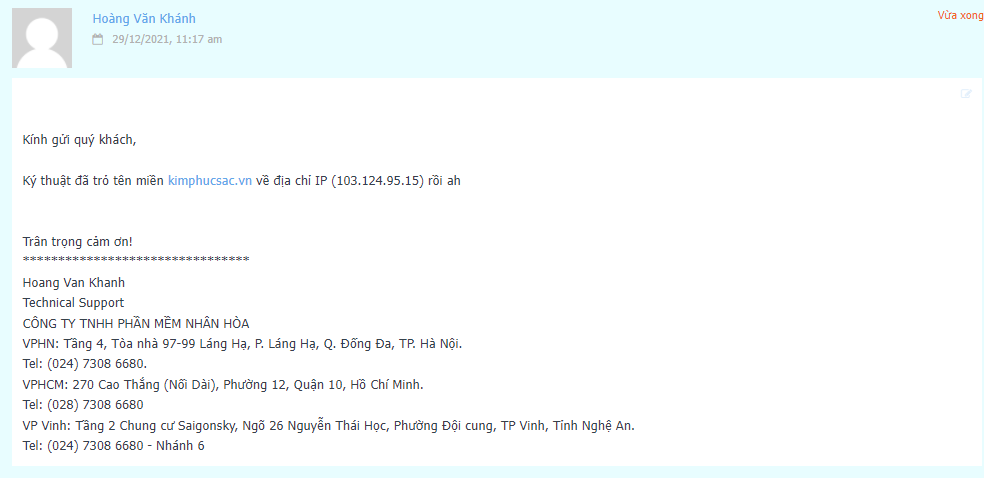 Hoàng Văn Khánh
Vừa xong
29/12/2021, 11:17 am
Kính gửi quý khách,
Ký thuật đã trỏ tên miền kimphucsac.vn về địa chỉ IP (103.124.95.15) rồi ah
Trân trọng cảm ơn!
********************************
Hoang Van Khanh
Technical Support
CÔNG TY TNHH PHẦN MỀM NHÂN HÒA
VPHN: Tầng 4, Tòa nhà 97-99 Láng Hạ, P. Láng Hạ, Q. Đống Đa, TP. Hà Nội.
Tel: (024) 7308 6680.
VPHCM: 270 Cao Thắng (Nối Dài), Phường 12, Quận 10, Hồ Chí Minh.
Tel: (028) 7308 6680
VP Vinh: Tầng 2 Chung cư Saigonsky, Ngõ 26 Nguyễn Thái Học, Phường Đội cung, TP Vinh, Tỉnh Nghệ An.
Tel: (024) 7308 6680 - Nhánh 6